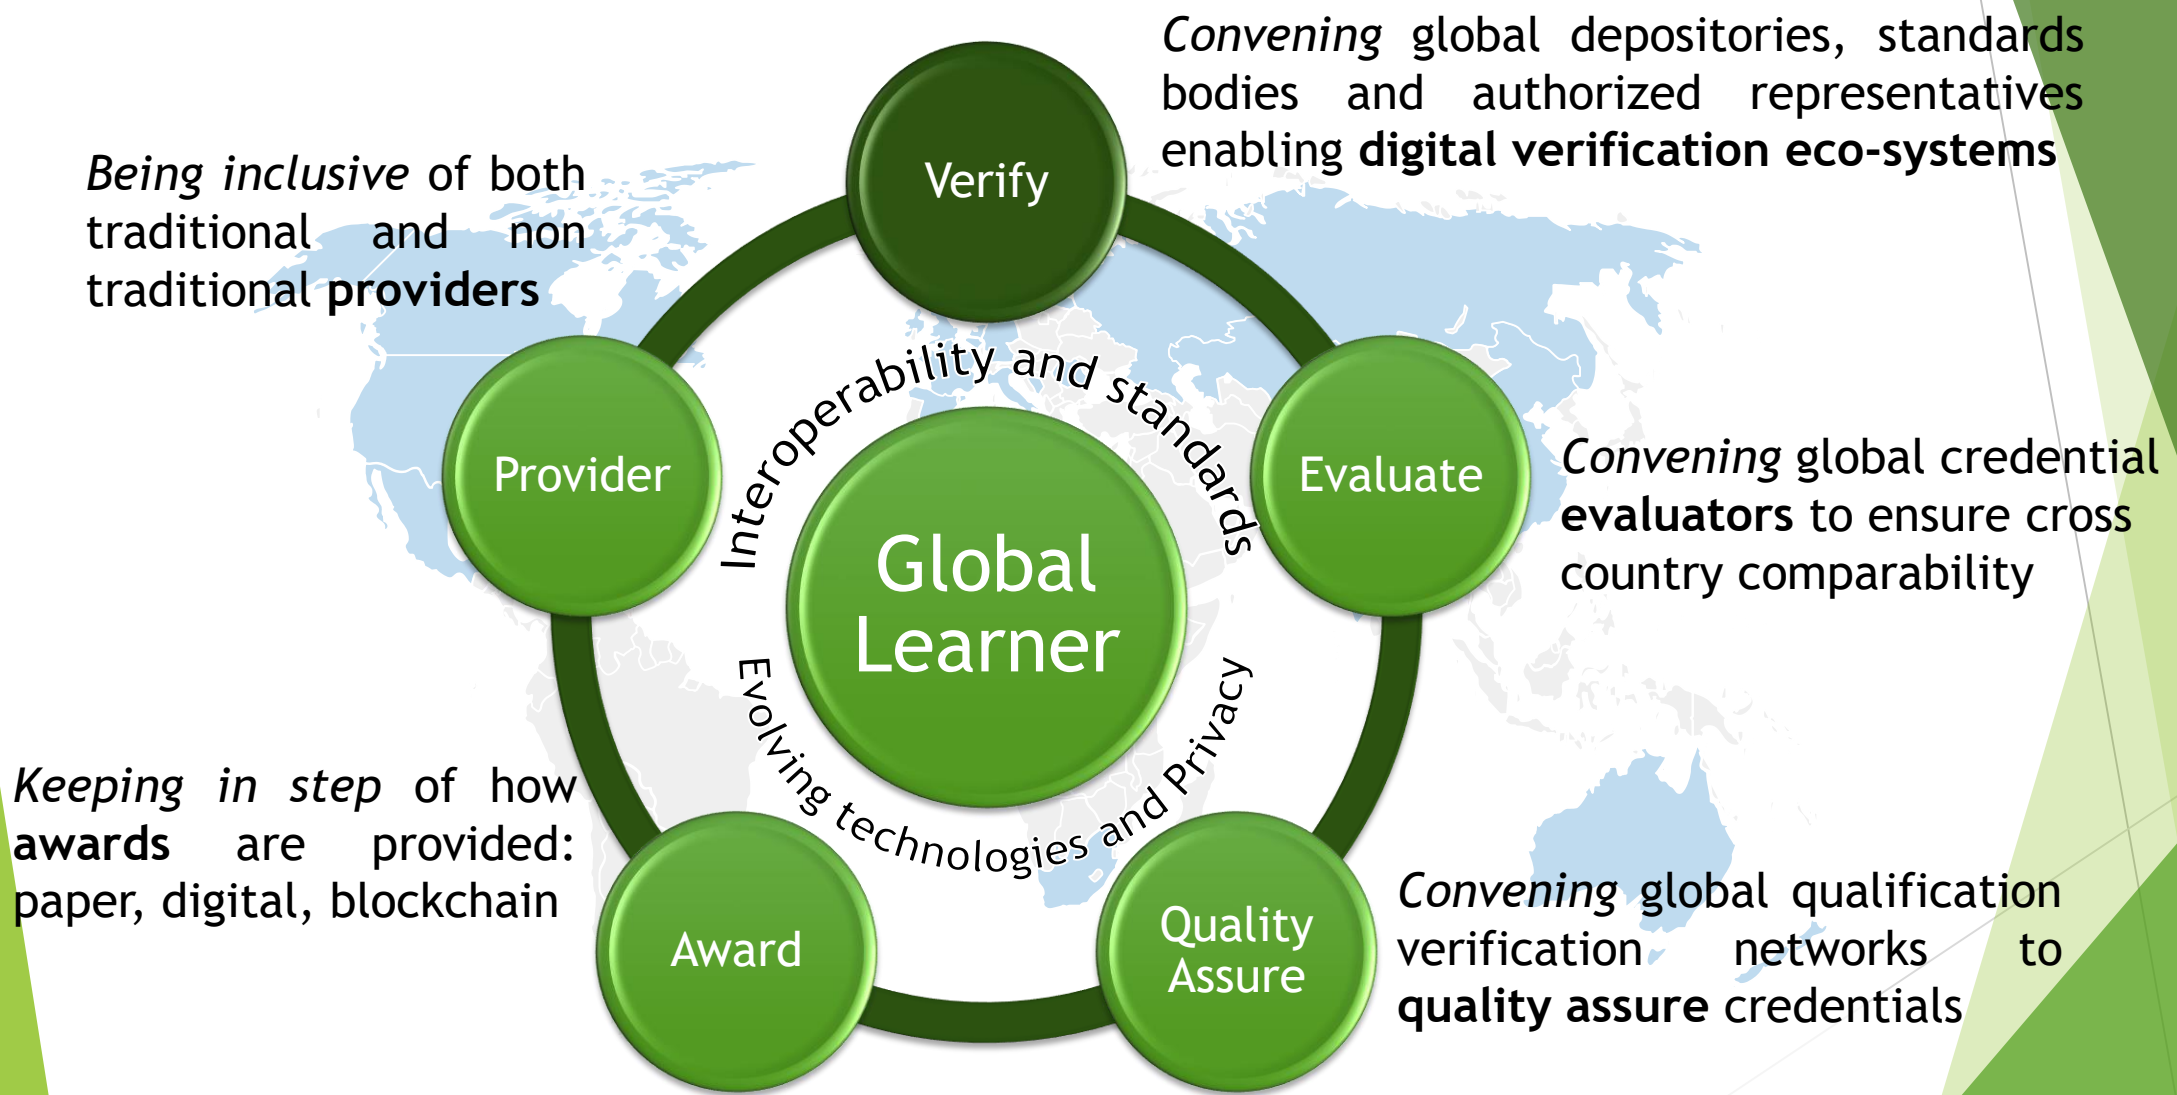 Convening global depositories, standards
bodies and authorized representatives
enabling digital verification eco-systems
Verify
Being inclusive of both
traditional and non
traditional providers
Provider
Interoperability and standards
Evaluate
Convening global credential
evaluators to ensure cross
country comparability
Global
Learner
Evolving technologies and Privacy
Keeping in step of how
awards are provided:
paper, digital, blockchain
Award
Quality
Assure
Convening global qualification
verification networks to
quality assure credentials